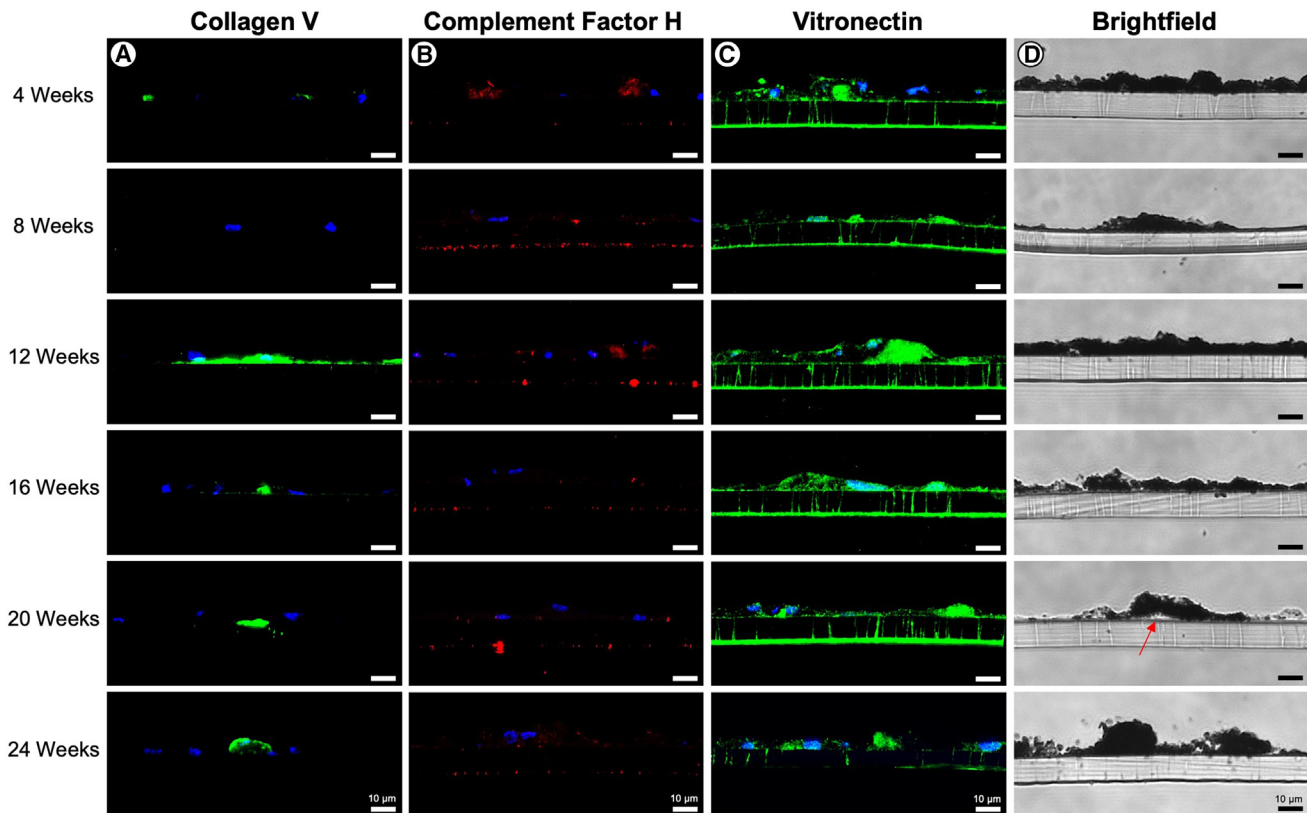 Collagen V Complement Factor H Vitronectin Brightfield
A B C D
4 Weeks
8 Weeks
12 Weeks
16 Weeks
20 Weeks
24 Weeks
10 µm 10 µm 10 µm 10 µm